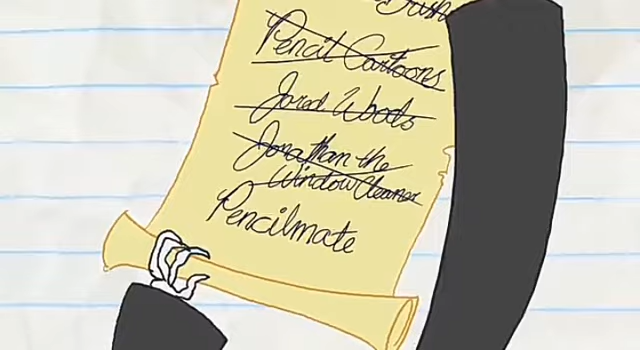 Pencil Cartoons
Jared Woods
Jonathan the
Window Cleaner
Pencilmate